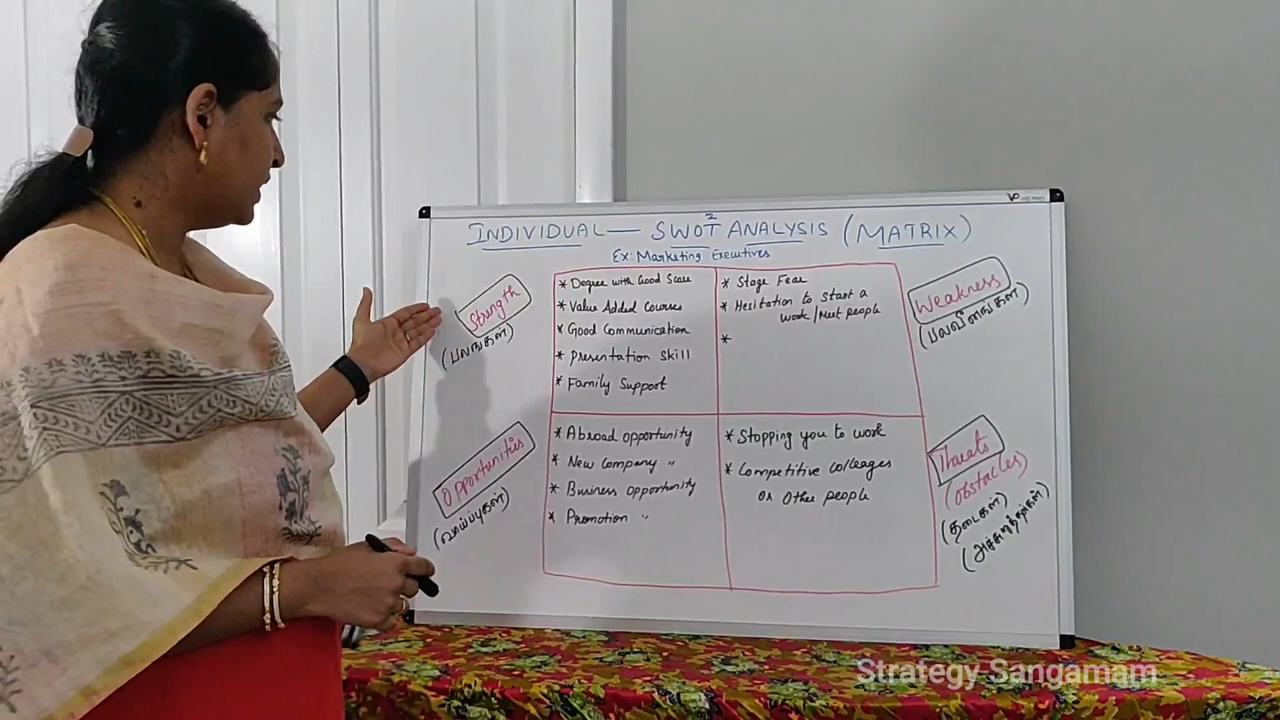 INDIVIDUAL — SWOT² ANALYSIS (MATRIX)
Ex: Marketing Executives
Strength
(பலங்கள்)
* Degree with Good Score
* Value Added Courses
* Good Communication
* Presentation Skill
* Family Support
* Stage Fear
* Hesitation to start a
work/Meet people
*
Weakness
(பலவீனங்கள்)
Opportunities
(வாய்ப்புகள்)
* Abroad opportunity
* New Company "
* Business opportunity
* Promotion "
* Stopping you to work
* Competitive colleages
Or Other people
Threats
(obstacles)
(தடைகள்)
(அச்சுறுத்தல்கள்)
Strategy Sangamam